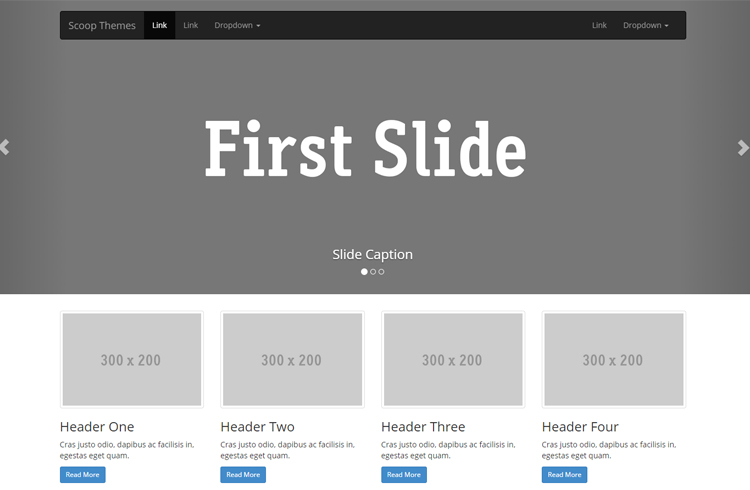 Scoop Themes Link Link Dropdown Link Dropdown
First Slide
Slide Caption
300 x 200 300 x 200 300 x 200 300 x 200
Header One
Cras justo odio, dapibus ac facilisis in,
egestas eget quam.
Read More
Header Two
Cras justo odio, dapibus ac facilisis in,
egestas eget quam.
Read More
Header Three
Cras justo odio, dapibus ac facilisis in,
egestas eget quam.
Read More
Header Four
Cras justo odio, dapibus ac facilisis in,
egestas eget quam.
Read More